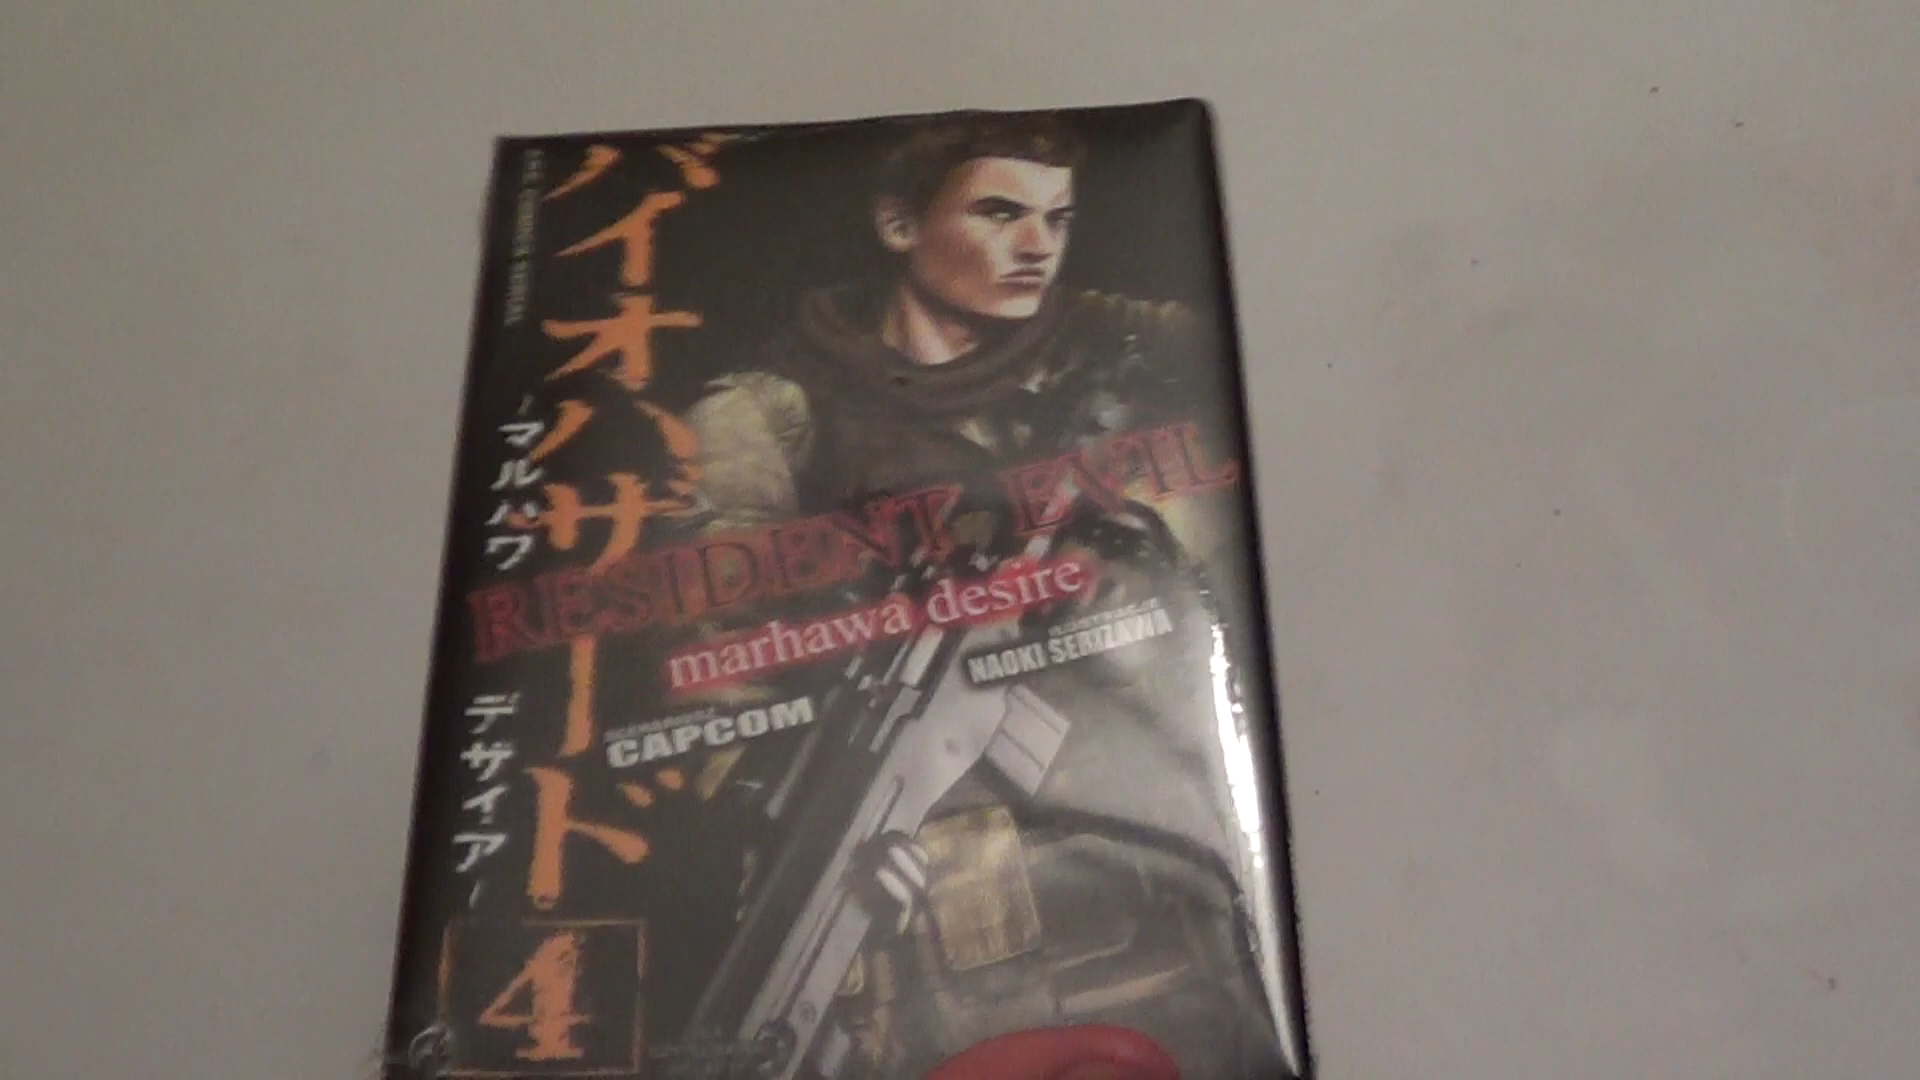 バイオハザード
~マルハワ デザイア~
RESIDENT EVIL
marhawa desire
NAOKI SERIZAWA
CAPCOM
4